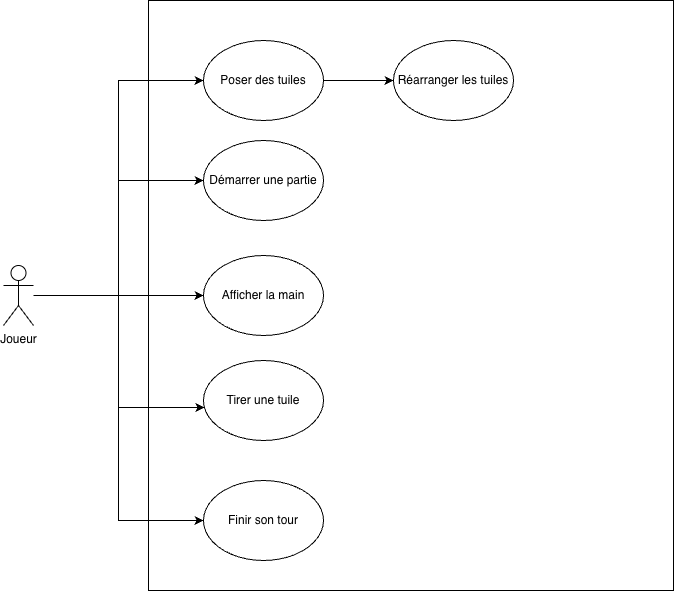 Poser des tuiles
Réarranger les tuiles
Démarrer une partie
Afficher la main
Joueur
Tirer une tuile
Finir son tour